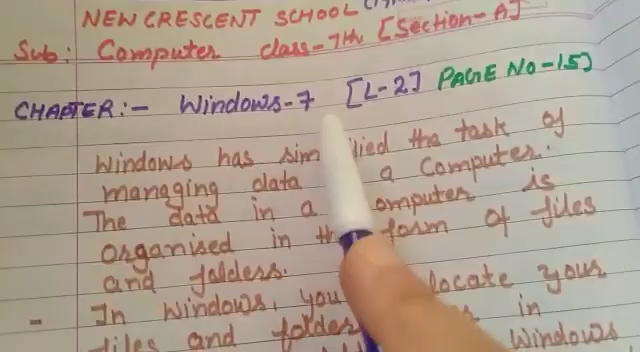 NEW CRESCENT SCHOOL
Sub: Computer class-7th [Section-A]
CHAPTER:- Windows-7 [L-2] PAGE No-15]
Windows has sim lied the task of
managing data a Computer.
The data in a omputer is
organised in th form of files
and folders.
- In Windows, you locate your
files and folder in
Windows